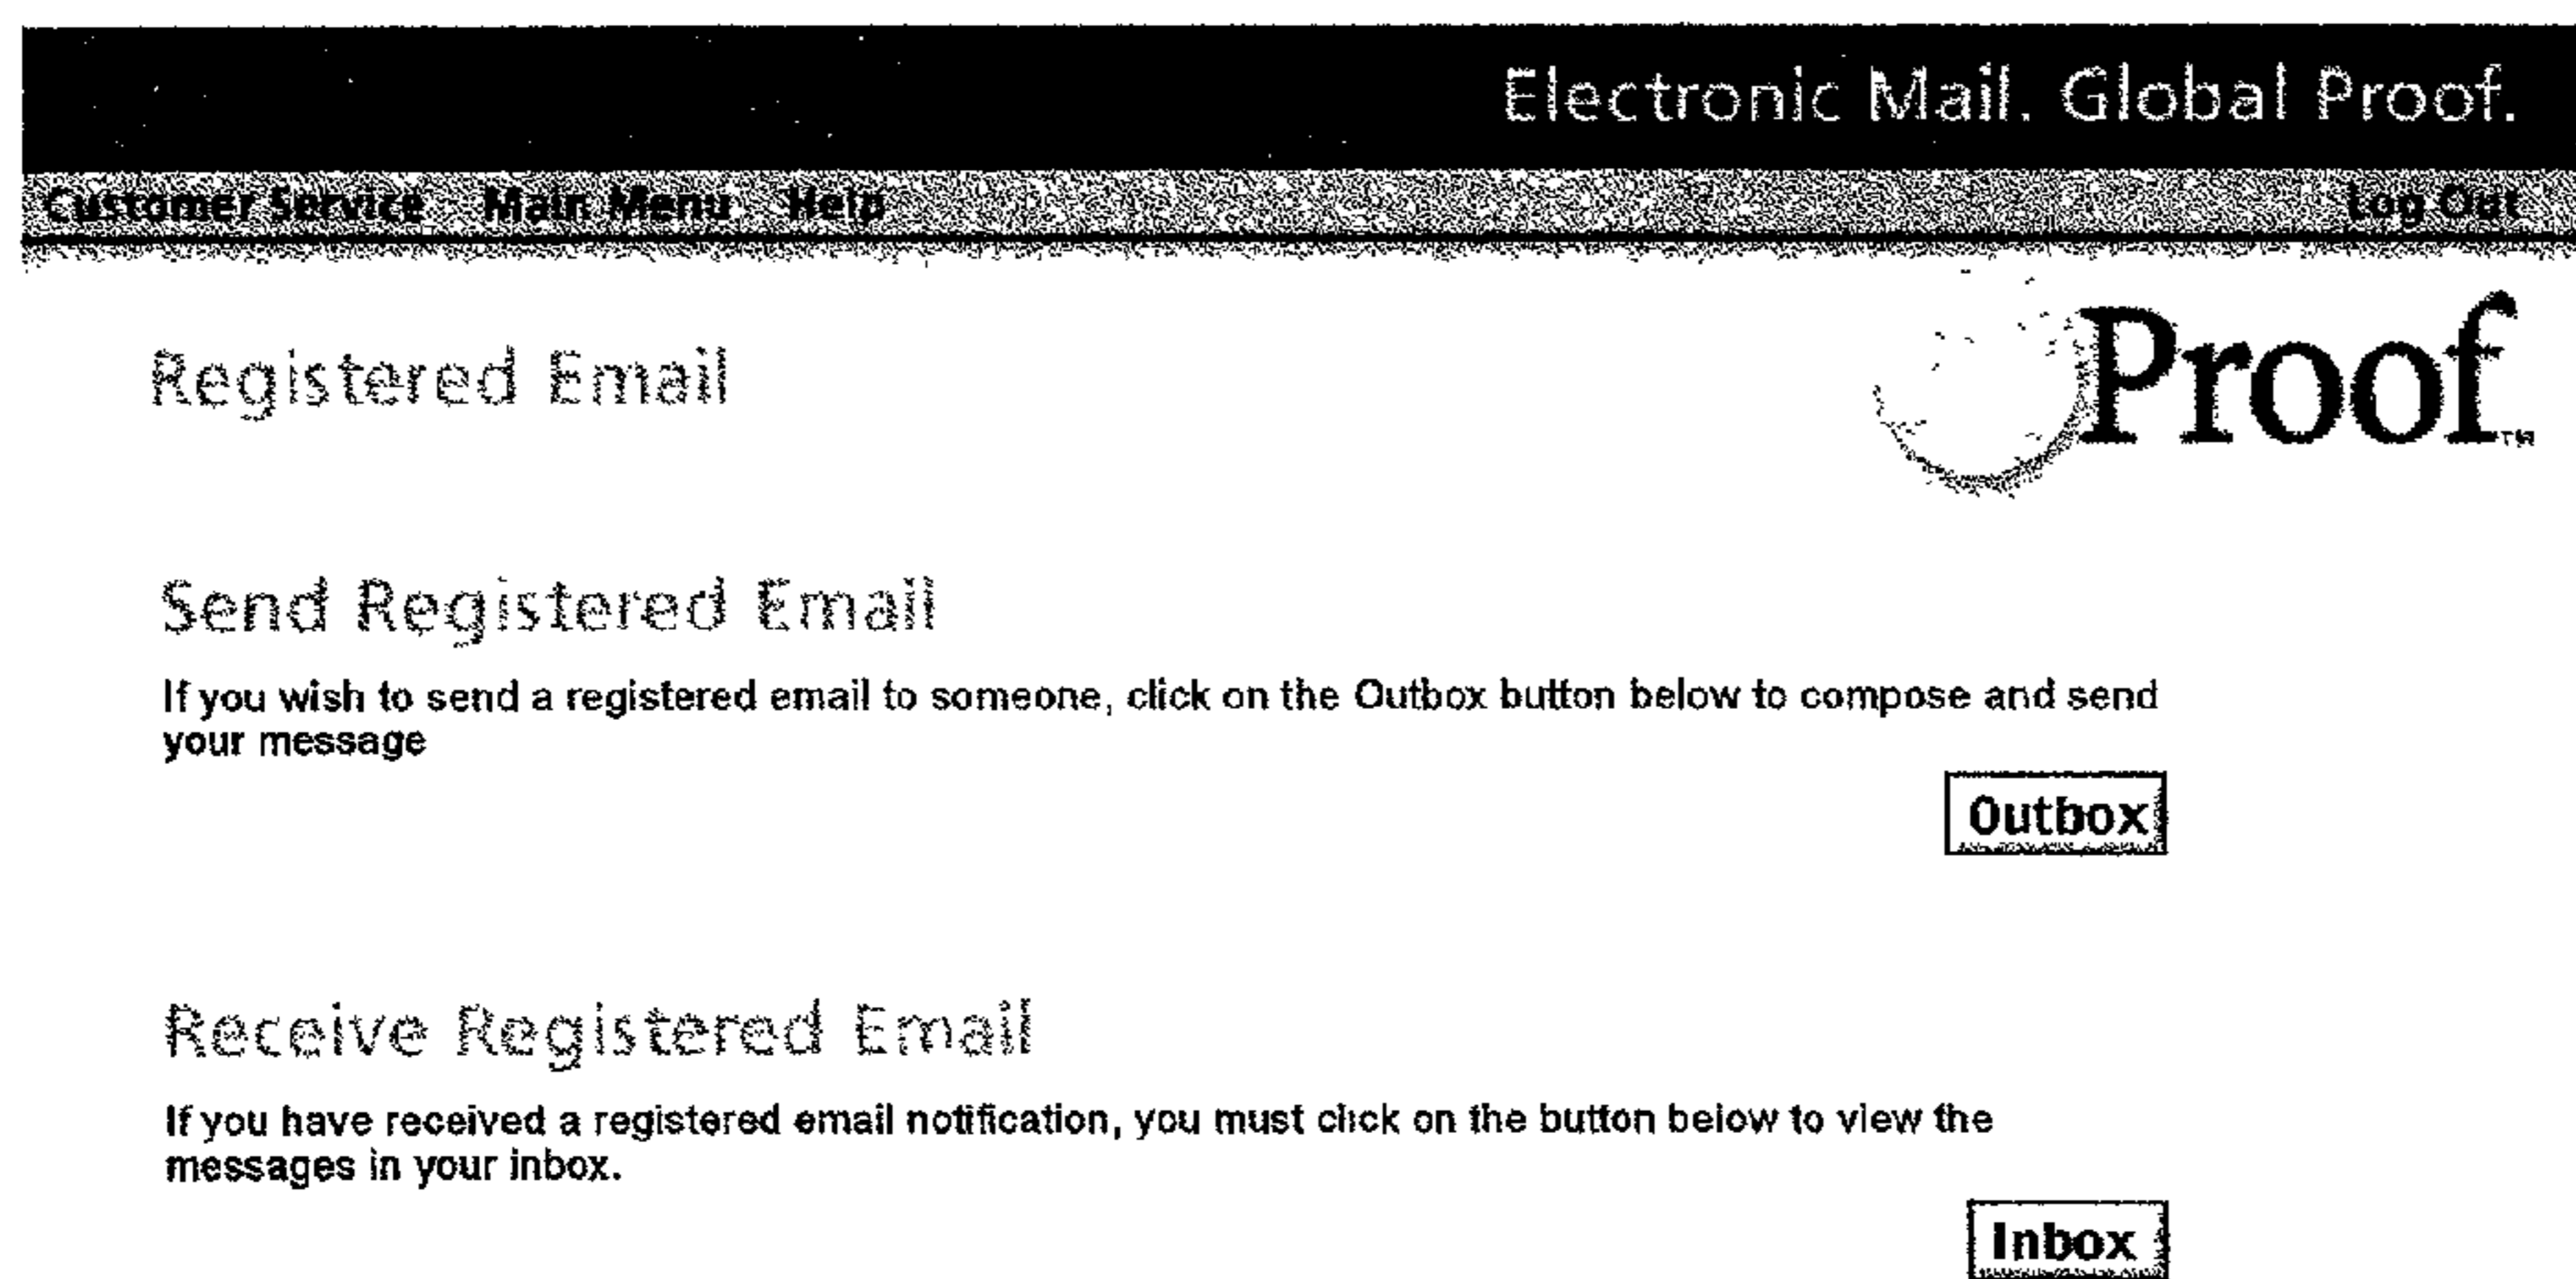 Electronic Mail. Global Proof.
Customer Service Main Menu Help Log Out
Proof™
Registered Email
Send Registered Email
If you wish to send a registered email to someone, click on the Outbox button below to compose and send
your message
Outbox
Receive Registered Email
If you have received a registered email notification, you must click on the button below to view the
messages in your inbox.
Inbox